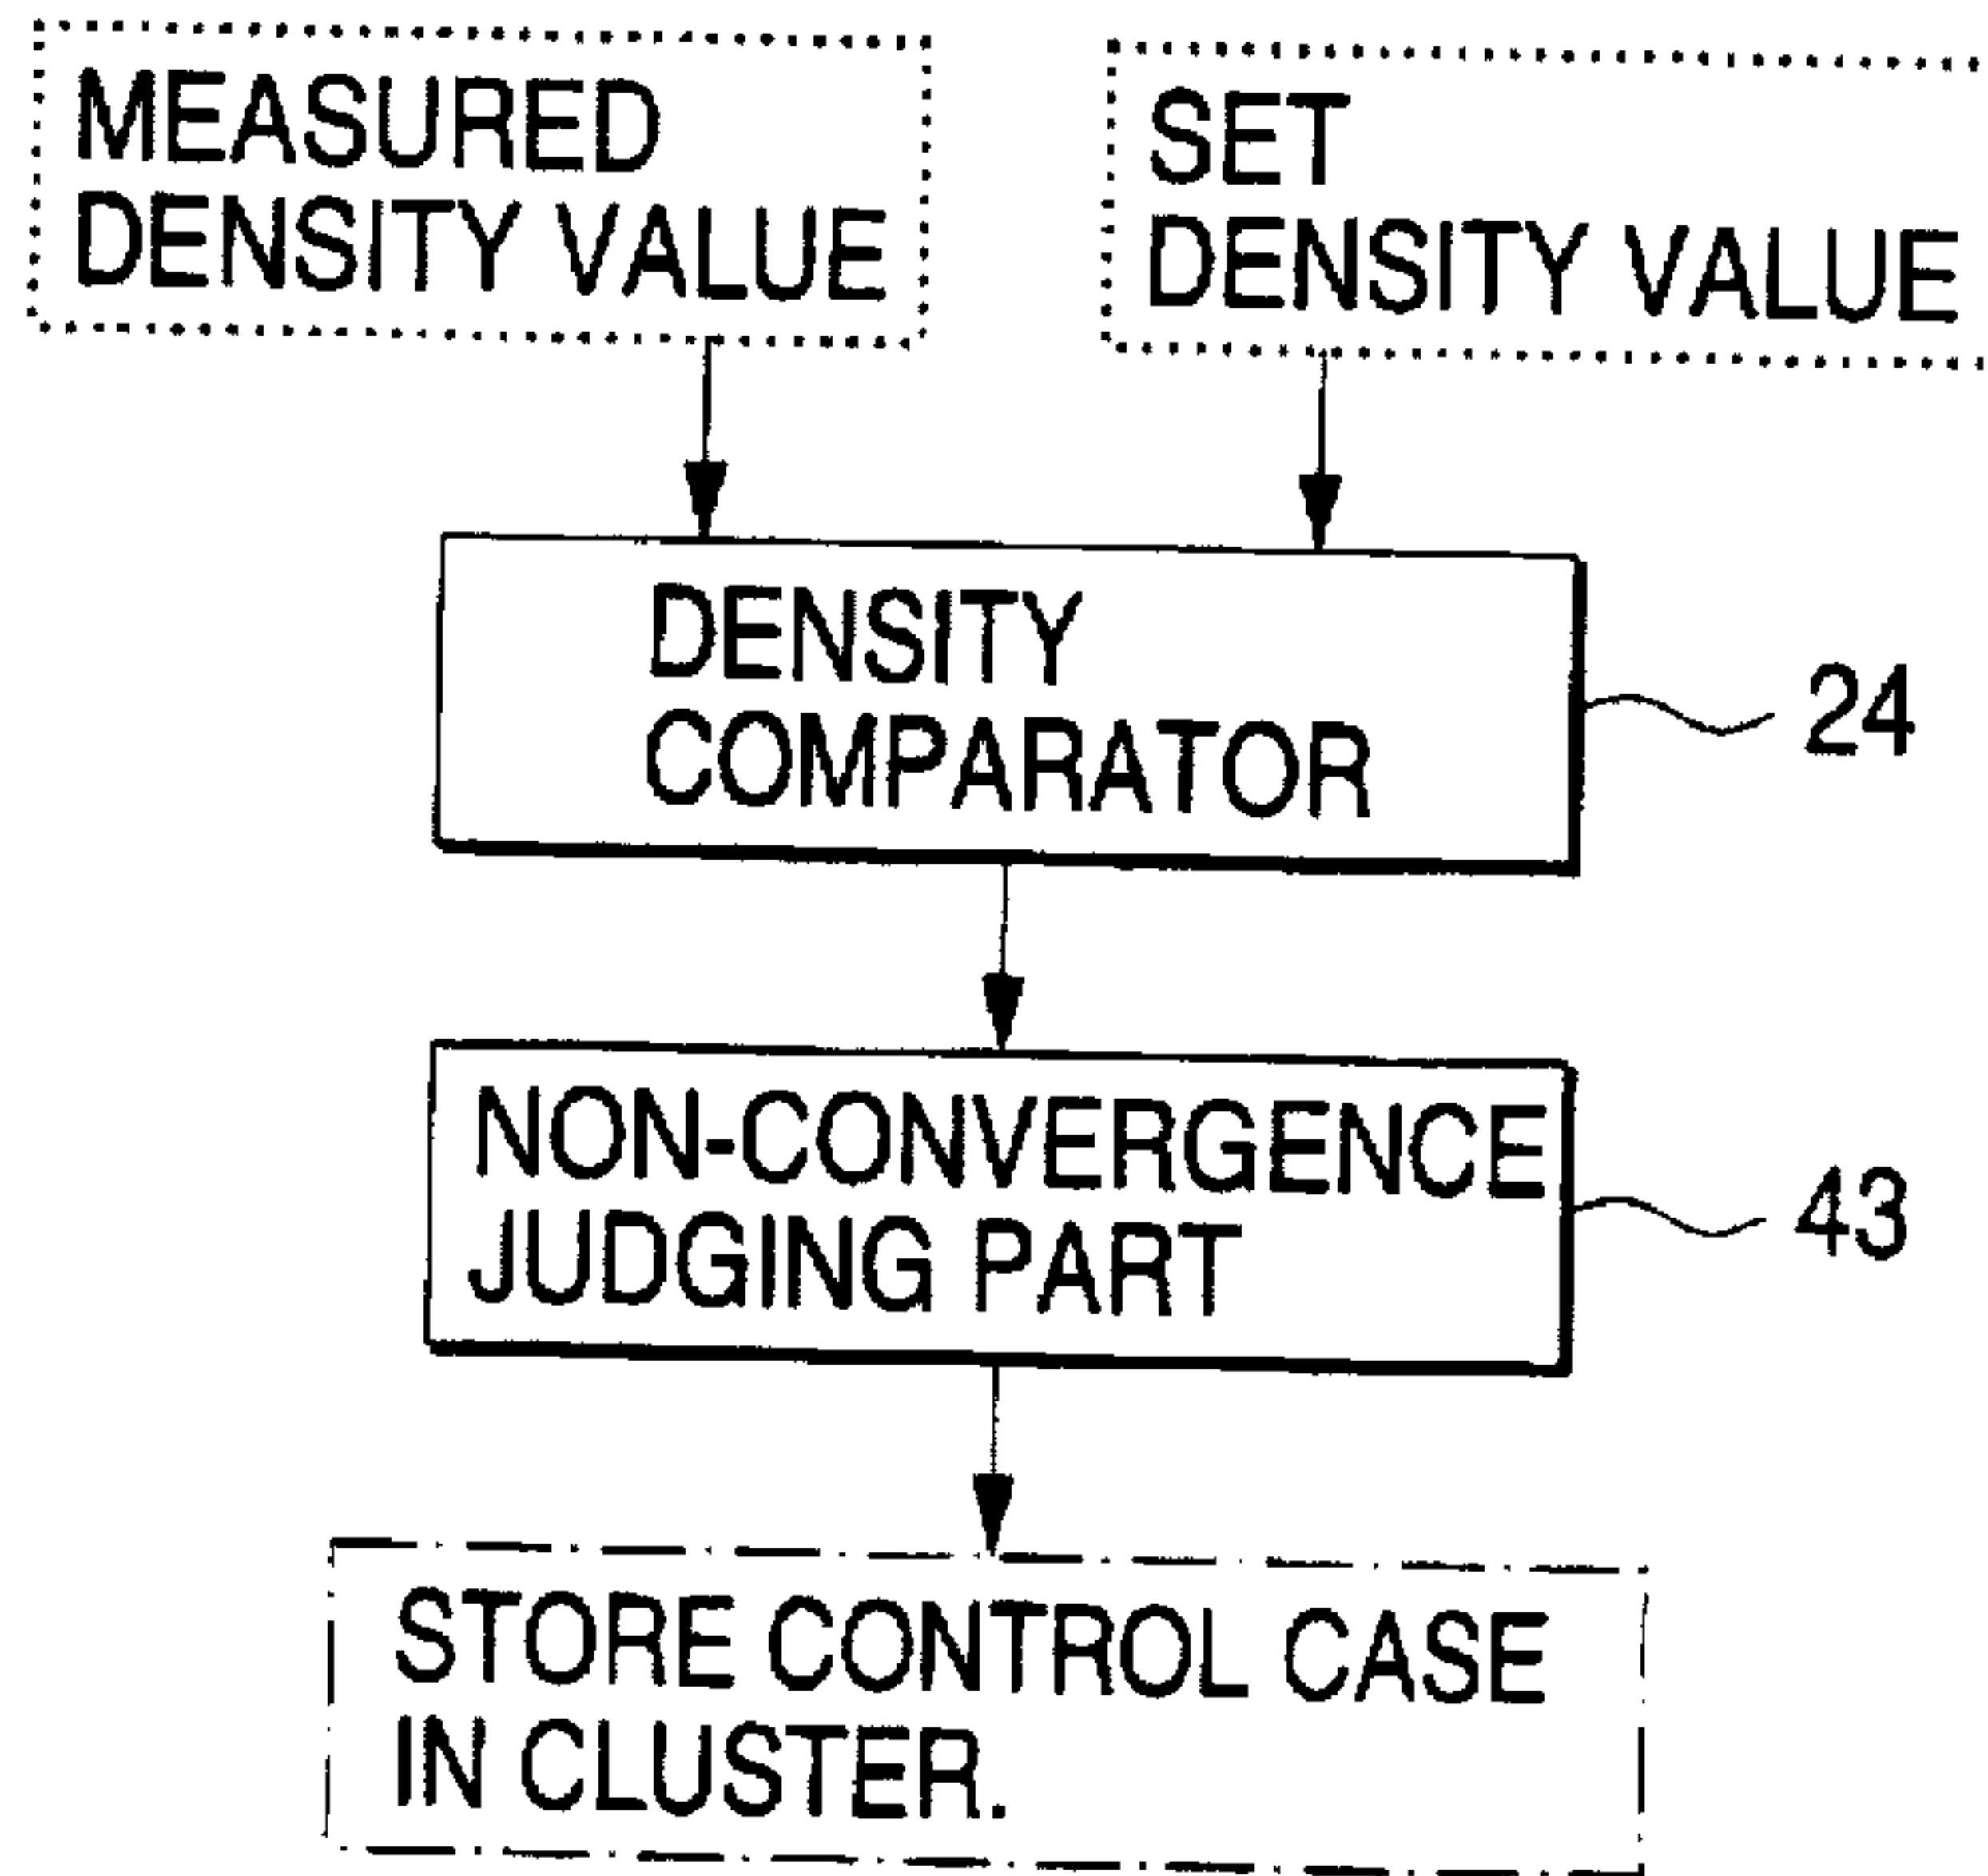 MEASURED
DENSITY VALUE
SET
DENSITY VALUE
DENSITY
COMPARATOR
24
NON-CONVERGENCE
JUDGING PART
43
STORE CONTROL CASE
IN CLUSTER.